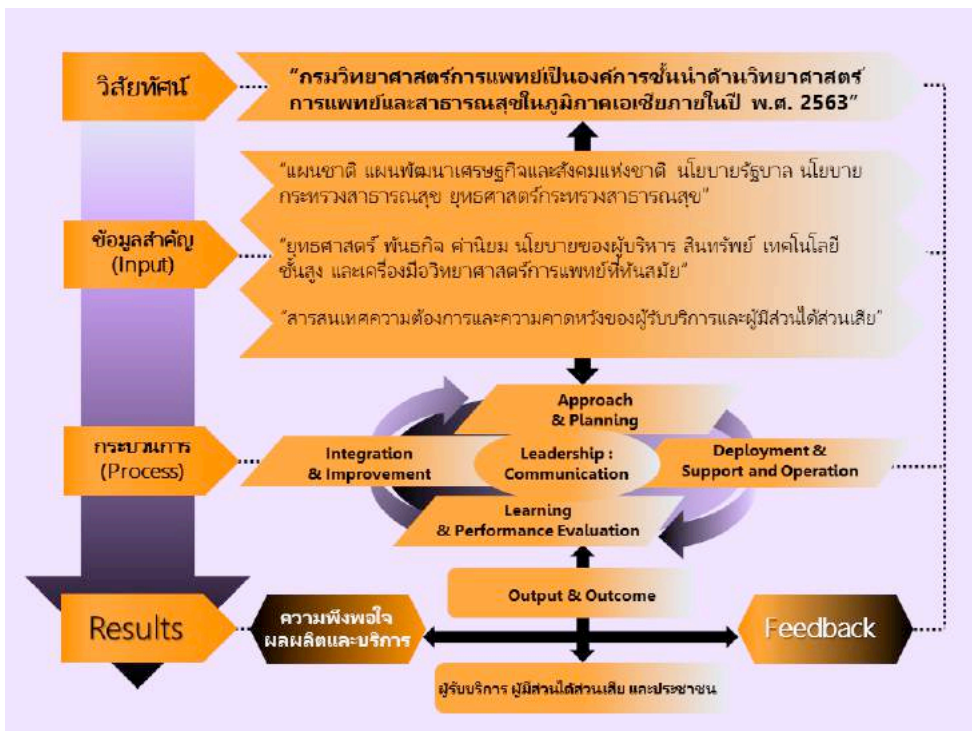 วิสัยทัศน์
“กรมวิทยาศาสตร์การแพทย์เป็นองค์การชั้นนำด้านวิทยาศาสตร์
การแพทย์และสาธารณสุขในภูมิภาคเอเชียภายในปี พ.ศ. 2563”
ข้อมูลสำคัญ
(Input)
“แผนชาติ แผนพัฒนาเศรษฐกิจและสังคมแห่งชาติ นโยบายรัฐบาล นโยบาย
กระทรวงสาธารณสุข ยุทธศาสตร์กระทรวงสาธารณสุข”
“ยุทธศาสตร์ พันธกิจ ค่านิยม นโยบายของผู้บริหาร สินทรัพย์ เทคโนโลยี
ชั้นสูง และเครื่องมือวิทยาศาสตร์การแพทย์ที่ทันสมัย”
“สารสนเทศความต้องการและความคาดหวังของผู้รับบริการและผู้มีส่วนได้ส่วนเสีย”
กระบวนการ
(Process)
Approach
& Planning
Integration
& Improvement
Leadership :
Communication
Deployment &
Support and Operation
Learning
& Performance Evaluation
Results
ความพึงพอใจ
ผลผลิตและบริการ
Output & Outcome
Feedback
ผู้รับบริการ ผู้มีส่วนได้ส่วนเสีย และประชาชน